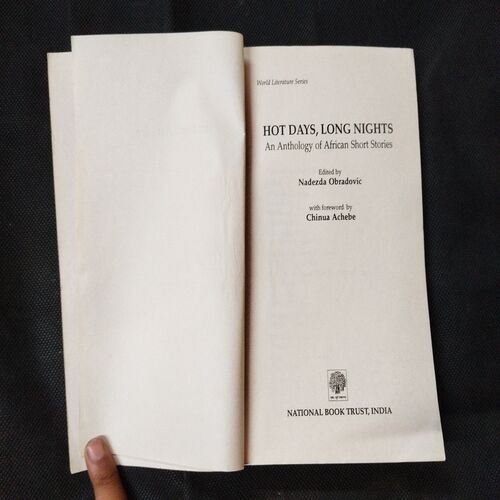 World Literature Series
HOT DAYS, LONG NIGHTS
An Anthology of African Short Stories
Edited by
Nadezda Obradovic
with foreword by
Chinua Achebe
NATIONAL BOOK TRUST, INDIA